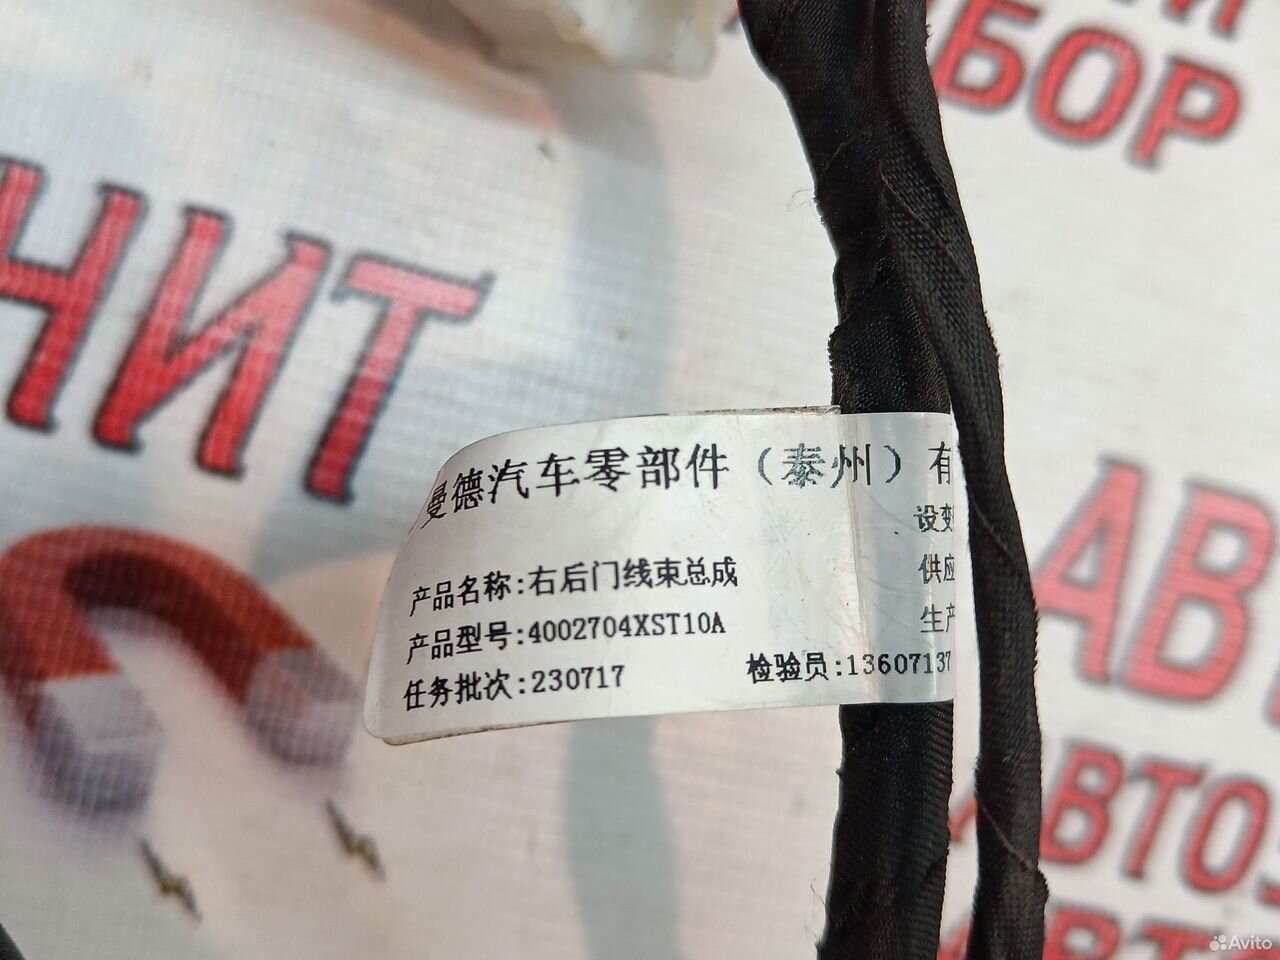 БОР
НИТ
曼德汽车零部件（泰州）有
设变
供应
生产
产品名称:右后门线束总成
产品型号:4002704XST10A
任务批次:230717
检验员:13607137
АВ
АВТО
Avito